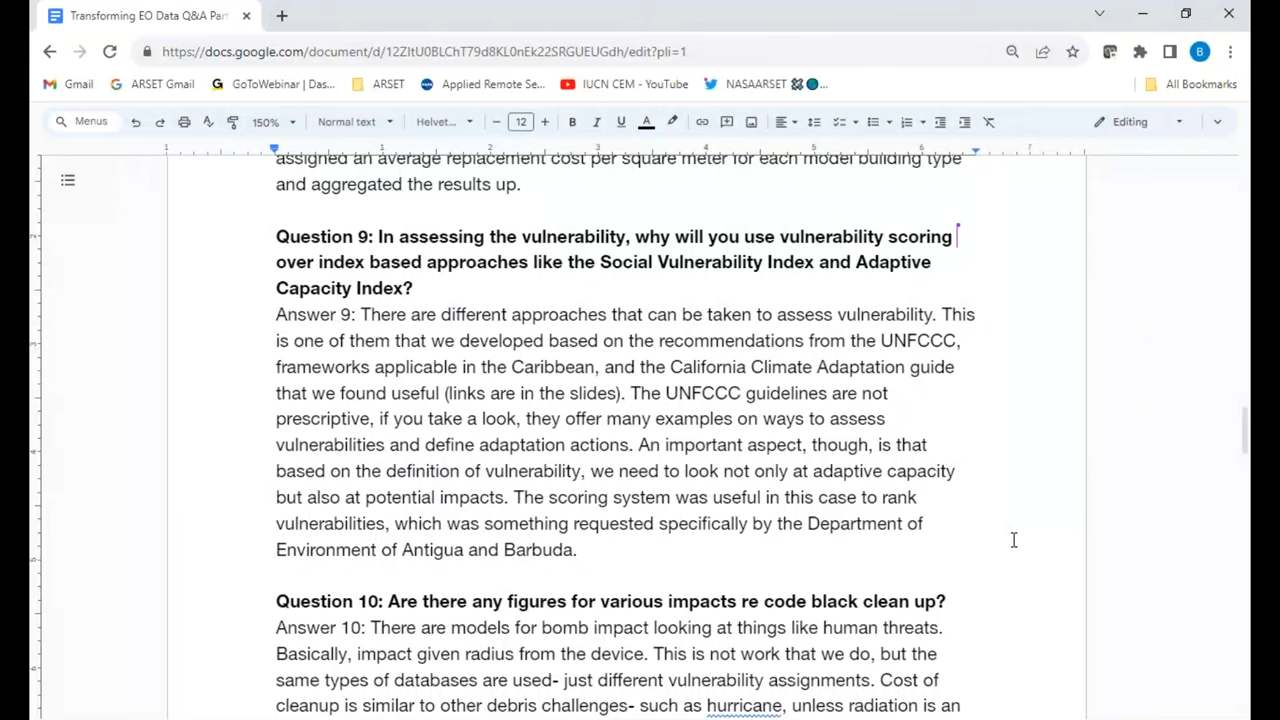 Transforming EO Data Q&A Part
https://docs.google.com/document/d/12ZItU0BLChT79d8KL0nEk22SRGUEUGdh/edit?pli=1
B
Gmail ARSET Gmail GoToWebinar | Das... ARSET Applied Remote Se... IUCN CEM - YouTube NASAARSET All Bookmarks
Menus 150% Normal text Helvet... 12 B I U A Editing
1 1 2 3 4 5 6 7
assigned an average replacement cost per square meter for each model building type
and aggregated the results up.
Question 9: In assessing the vulnerability, why will you use vulnerability scoring
over index based approaches like the Social Vulnerability Index and Adaptive
Capacity Index?
Answer 9: There are different approaches that can be taken to assess vulnerability. This
is one of them that we developed based on the recommendations from the UNFCCC,
frameworks applicable in the Caribbean, and the California Climate Adaptation guide
that we found useful (links are in the slides). The UNFCCC guidelines are not
prescriptive, if you take a look, they offer many examples on ways to assess
vulnerabilities and define adaptation actions. An important aspect, though, is that
based on the definition of vulnerability, we need to look not only at adaptive capacity
but also at potential impacts. The scoring system was useful in this case to rank
vulnerabilities, which was something requested specifically by the Department of
Environment of Antigua and Barbuda.
Question 10: Are there any figures for various impacts re code black clean up?
Answer 10: There are models for bomb impact looking at things like human threats.
Basically, impact given radius from the device. This is not work that we do, but the
same types of databases are used- just different vulnerability assignments. Cost of
cleanup is similar to other debris challenges- such as hurricane, unless radiation is an